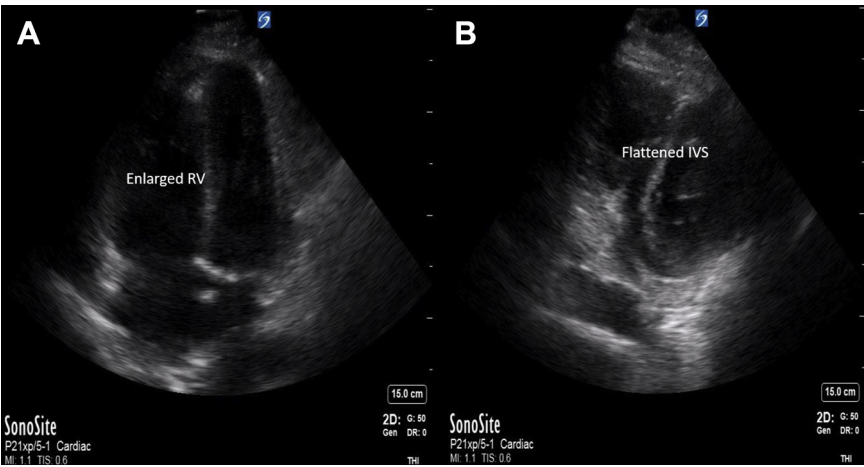 A
Enlarged RV
15.0 cm
SonoSite
P21xp/5-1 Cardiac
MI: 1.1 TIS: 0.6
2D: G: 50
Gen DR: 0
THI
B
Flattened IVS
15.0 cm
SonoSite
P21xp/5-1 Cardiac
MI: 1.1 TIS: 0.6
2D: G: 50
Gen DR: 0
THI